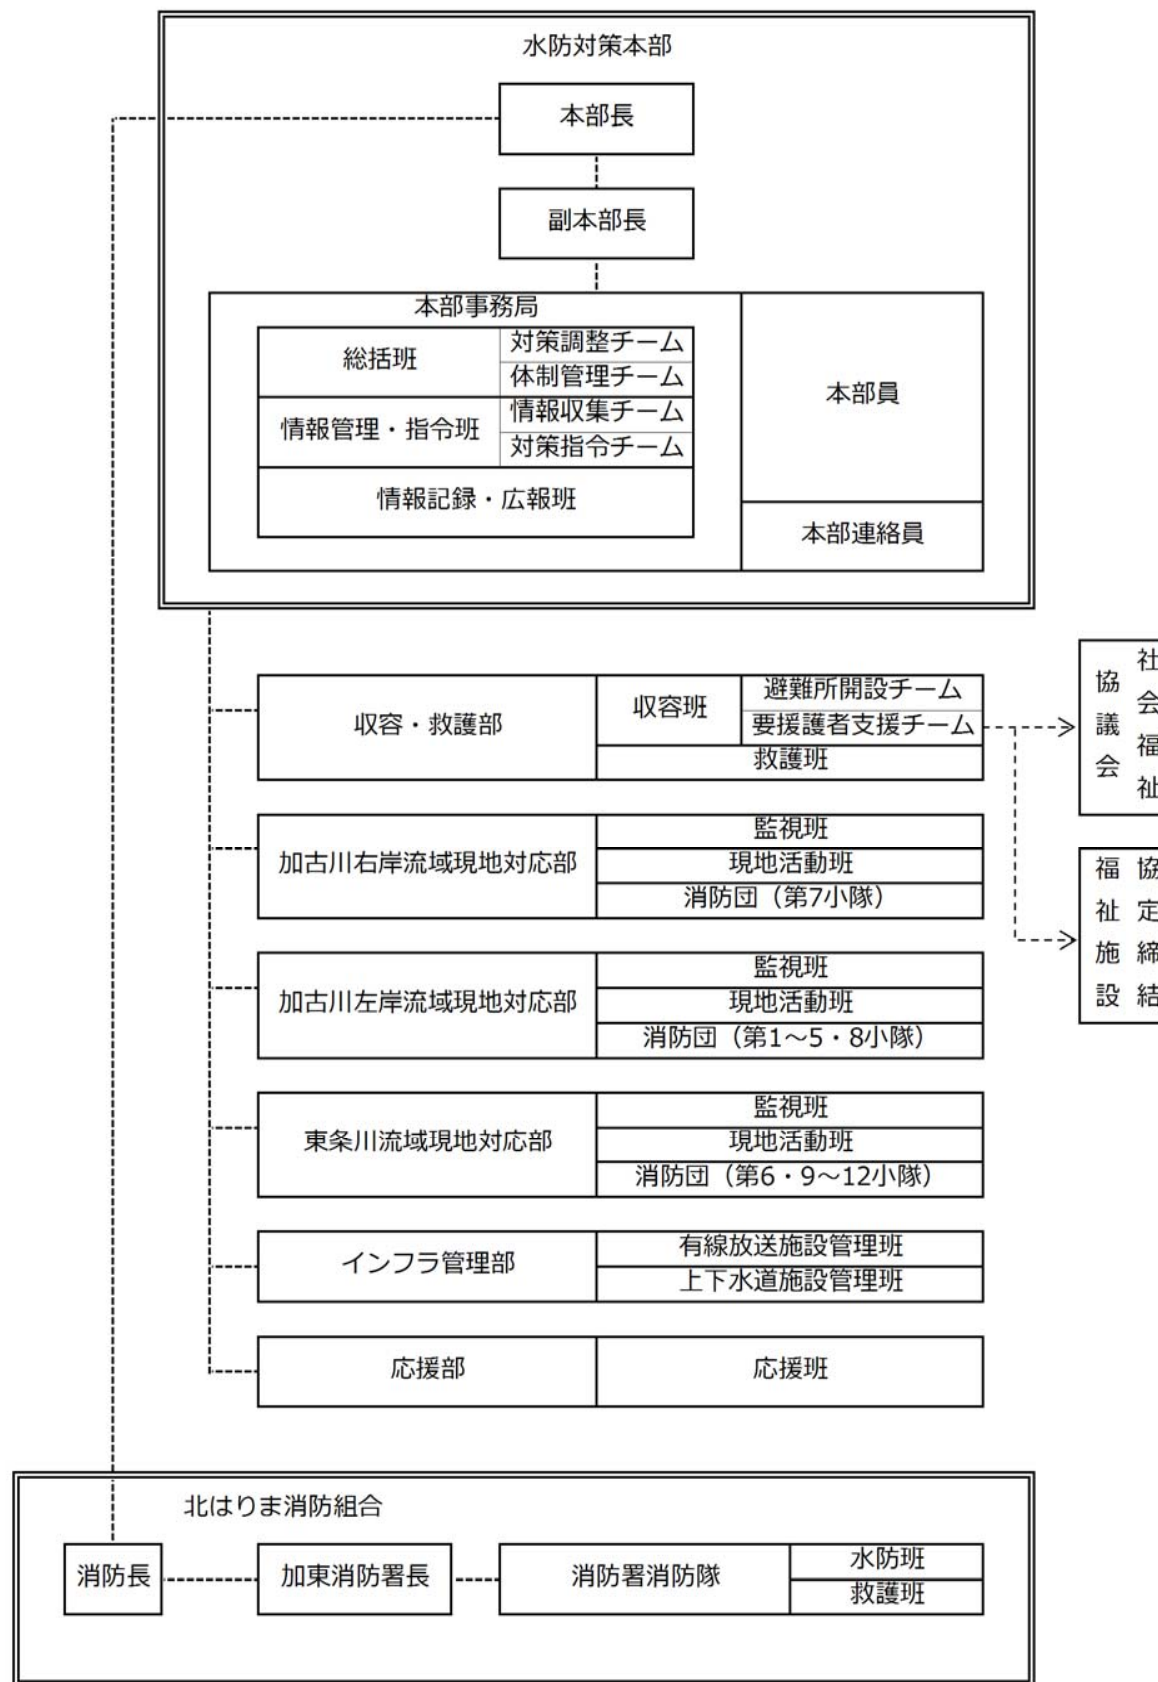 水防対策本部
本部長
副本部長
本部事務局
総括班
対策調整チーム
体制管理チーム
情報管理・指令班
情報収集チーム
対策指令チーム
情報記録・広報班
本部員
本部連絡員
収容・救護部
収容班
避難所開設チーム
要援護者支援チーム
救護班
社会福祉
協議会
加古川右岸流域現地対応部
監視班
現地活動班
消防団（第7小隊）
協定締結
福祉施設
加古川左岸流域現地対応部
監視班
現地活動班
消防団（第1～5・8小隊）
東条川流域現地対応部
監視班
現地活動班
消防団（第6・9～12小隊）
インフラ管理部
有線放送施設管理班
上下水道施設管理班
応援部
応援班
北はりま消防組合
消防長
加東消防署長
消防署消防隊
水防班
救護班